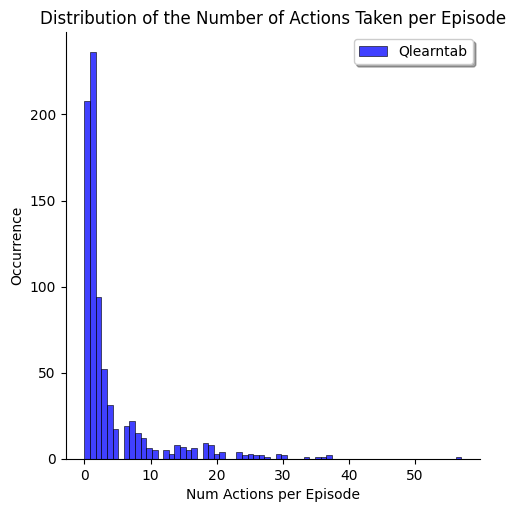 Distribution of the Number of Actions Taken per Episode
Qlearntab
Occurrence
200
150
100
50
0
0 10 20 30 40 50
Num Actions per Episode